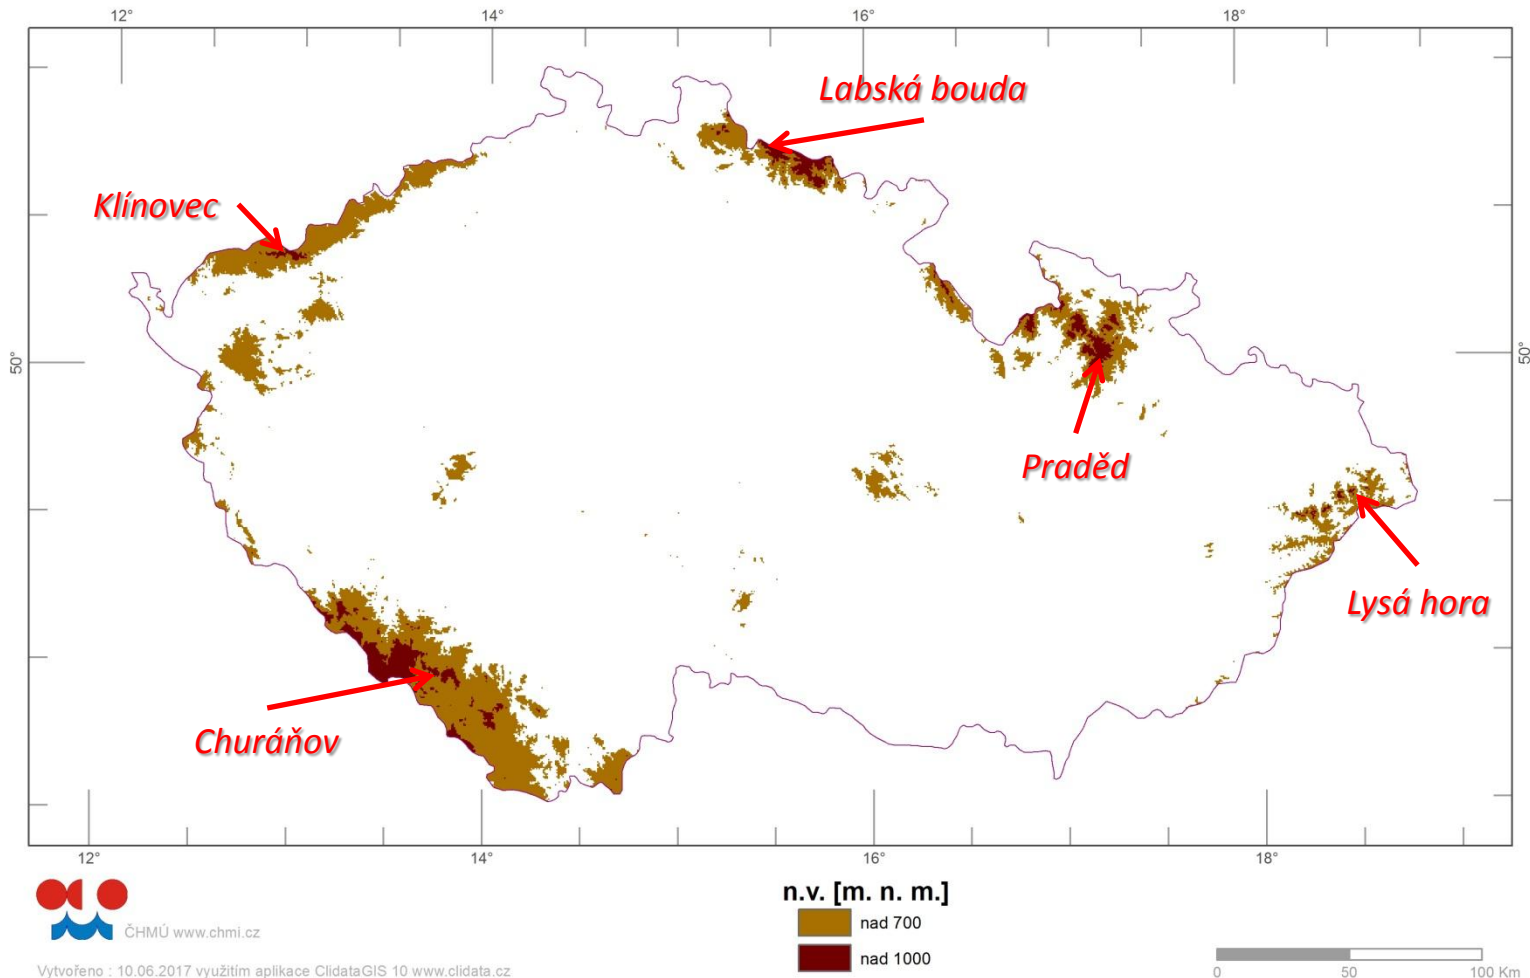 12° 14° 16° 18°
Labská bouda
Klínovec
50° 50°
Praděd
Lysá hora
Churáňov
12° 14° 16° 18°
n.v. [m. n. m.]
nad 700
nad 1000
ČHMÚ www.chmi.cz
Vytvořeno : 10.06.2017 využitím aplikace ClidataGIS 10 www.clidata.cz
0 50 100 Km